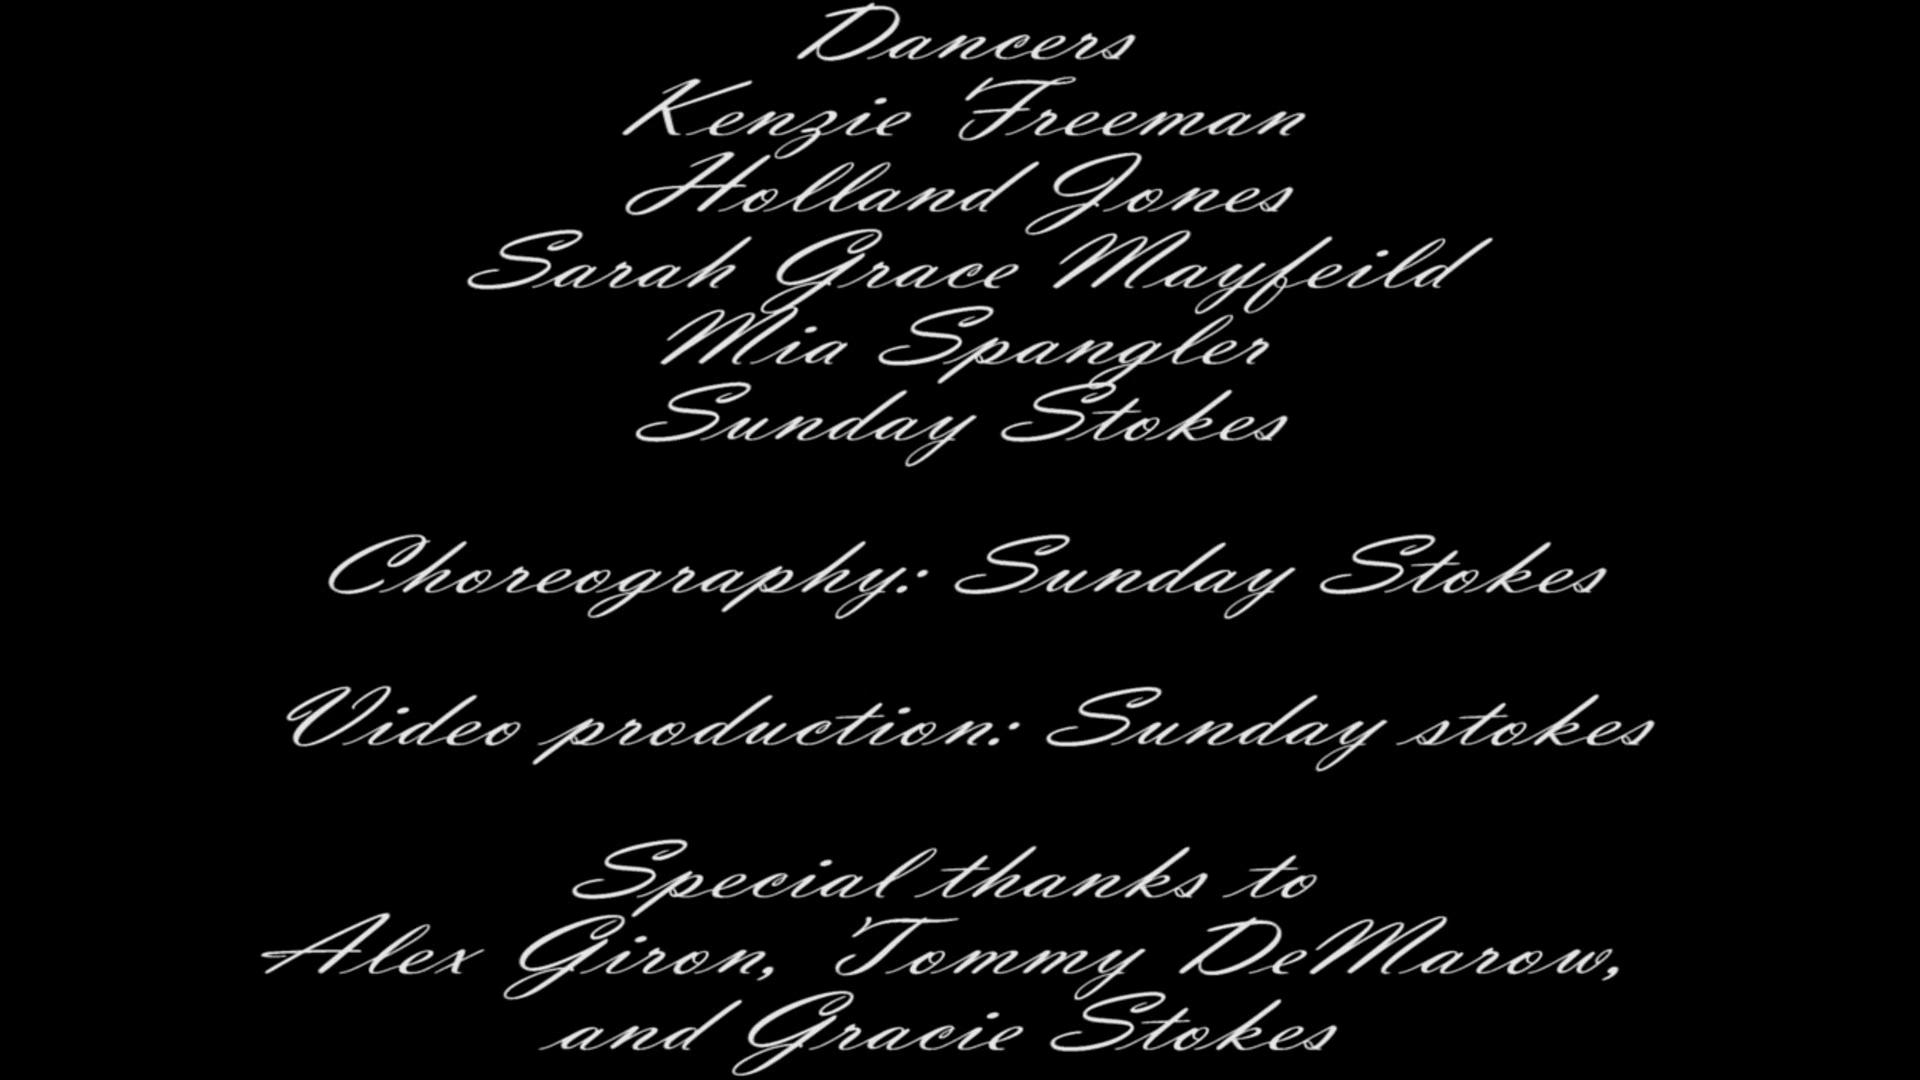 Dancers
Kenzie Freeman
Holland Jones
Sarah Grace Mayfeild
Mia Spangler
Sunday Stokes
Choreography: Sunday Stokes
Video production: Sunday stokes
Special thanks to
Alex Giron, Tommy DeMarow,
and Gracie Stokes